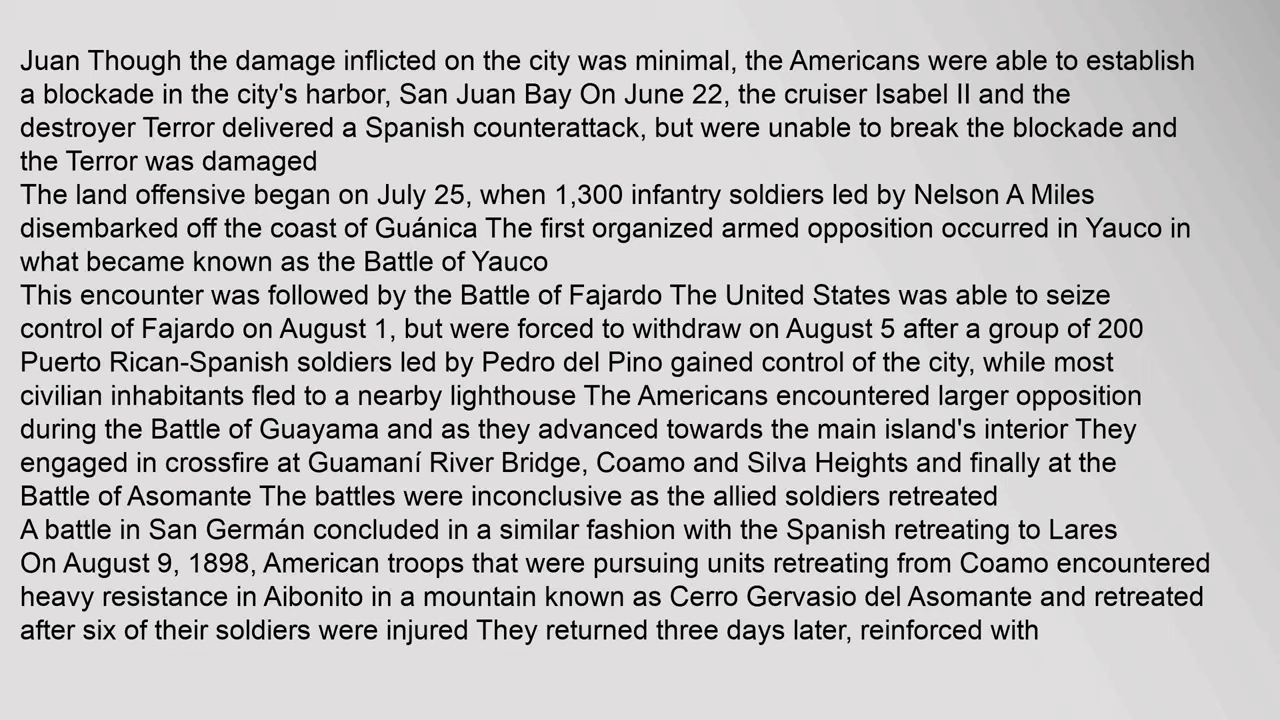 Juan Though the damage inflicted on the city was minimal, the Americans were able to establish
a blockade in the city's harbor, San Juan Bay On June 22, the cruiser Isabel II and the
destroyer Terror delivered a Spanish counterattack, but were unable to break the blockade and
the Terror was damaged
The land offensive began on July 25, when 1,300 infantry soldiers led by Nelson A Miles
disembarked off the coast of Guánica The first organized armed opposition occurred in Yauco in
what became known as the Battle of Yauco
This encounter was followed by the Battle of Fajardo The United States was able to seize
control of Fajardo on August 1, but were forced to withdraw on August 5 after a group of 200
Puerto Rican-Spanish soldiers led by Pedro del Pino gained control of the city, while most
civilian inhabitants fled to a nearby lighthouse The Americans encountered larger opposition
during the Battle of Guayama and as they advanced towards the main island's interior They
engaged in crossfire at Guamaní River Bridge, Coamo and Silva Heights and finally at the
Battle of Asomante The battles were inconclusive as the allied soldiers retreated
A battle in San Germán concluded in a similar fashion with the Spanish retreating to Lares
On August 9, 1898, American troops that were pursuing units retreating from Coamo encountered
heavy resistance in Aibonito in a mountain known as Cerro Gervasio del Asomante and retreated
after six of their soldiers were injured They returned three days later, reinforced with